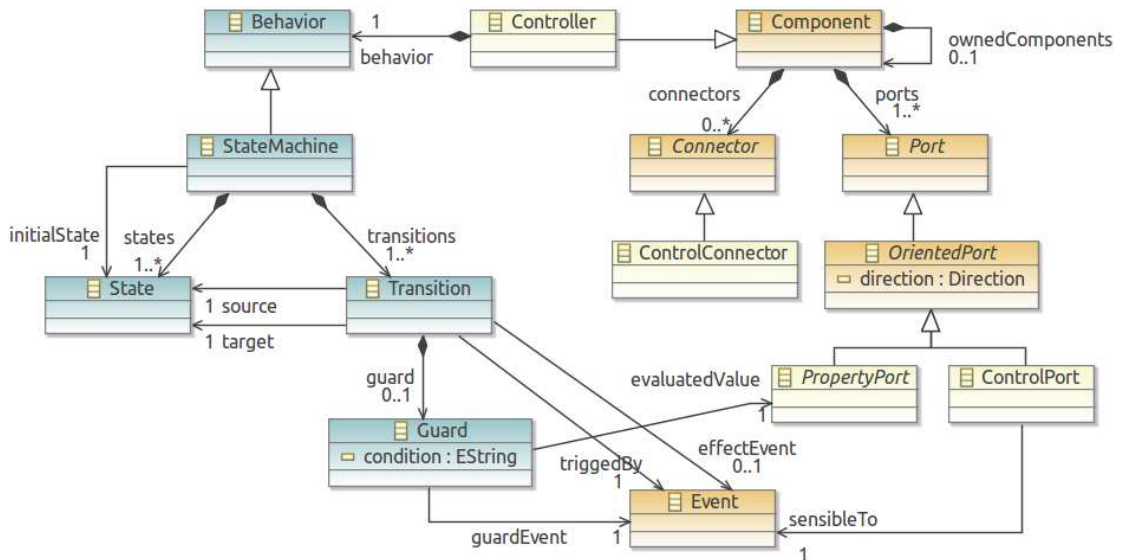 Behavior
1
behavior
Controller
Component
ownedComponents
0..1
connectors
0..*
ports
1..*
StateMachine
Connector
Port
initialState
1
states
1..*
transitions
1..*
ControlConnector
OrientedPort
direction : Direction
State
Transition
1 source
1 target
guard
0..1
evaluatedValue
1
PropertyPort
ControlPort
Guard
condition : EString
triggedBy
1
effectEvent
0..1
guardEvent
1
Event
sensibleTo
1